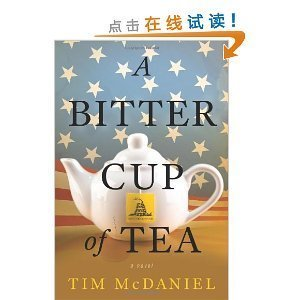 点击 在线试读！
A
BITTER
CUP
of TEA
a novel
TIM McDANIEL